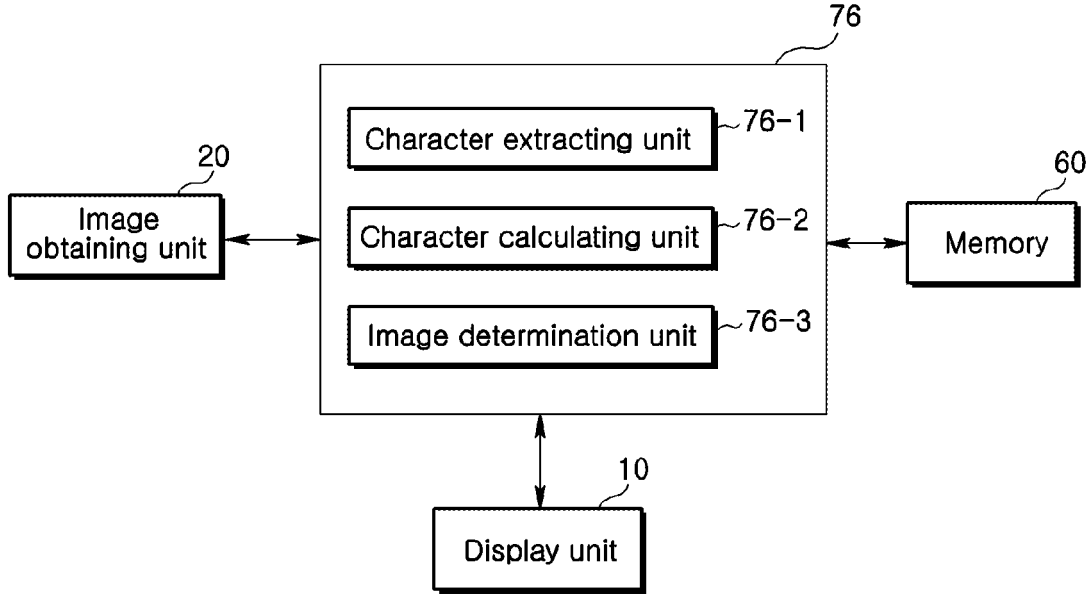 76
Character extracting unit
76-1
20
Image
obtaining unit
Character calculating unit
76-2
60
Memory
Image determination unit
76-3
10
Display unit